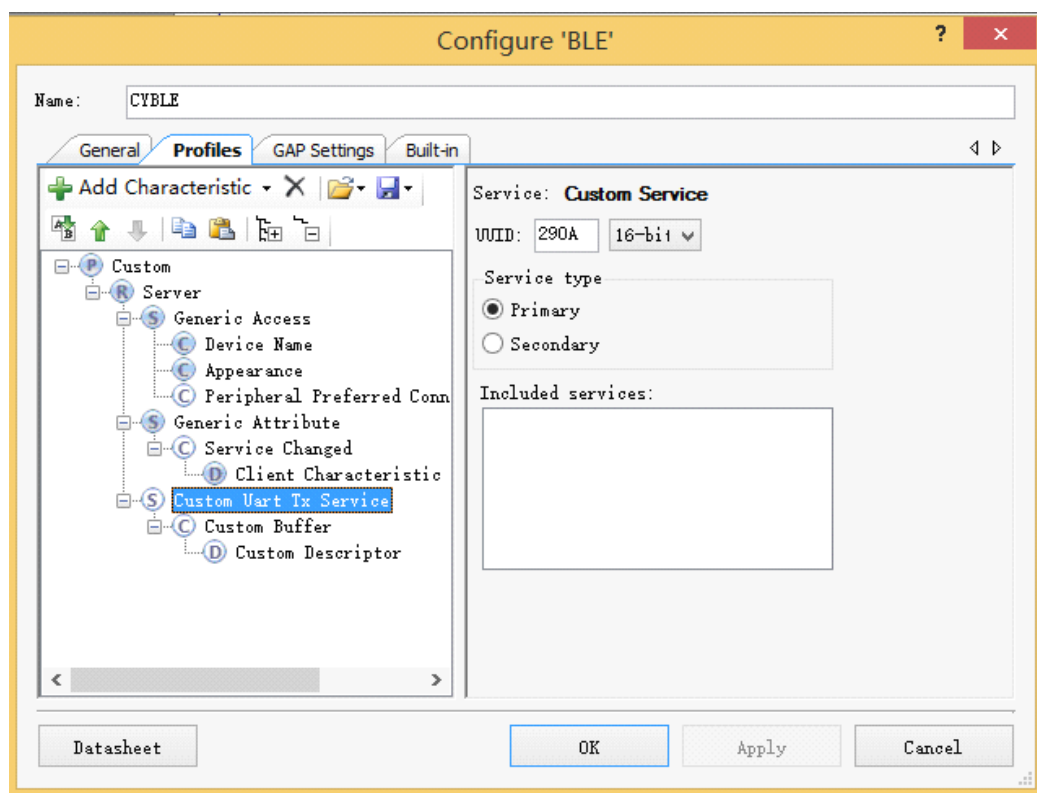 Configure 'BLE'
? ×
Name: CYBLE
General Profiles GAP Settings Built-in
Add Characteristic
Service: Custom Service
UUID: 290A 16-bit
P Custom
R Server
S Generic Access
C Device Name
C Appearance
C Peripheral Preferred Conn
S Generic Attribute
C Service Changed
D Client Characteristic
S Custom Uart Tx Service
C Custom Buffer
D Custom Descriptor
Service type
Primary
Secondary
Included services:
Datasheet OK Apply Cancel